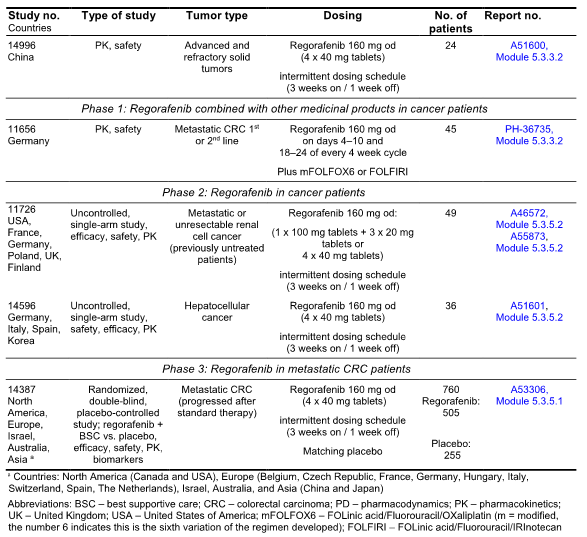 Study no. Type of study Tumor type Dosing No. of Report no.
Countries patients
14996 PK, safety Advanced and Regorafenib 160 mg od 24 A51600,
China refractory solid (4 x 40 mg tablets) Module 5.3.3.2
tumors
intermittent dosing schedule
(3 weeks on / 1 week off)
Phase 1: Regorafenib combined with other medicinal products in cancer patients
11656 PK, safety Metastatic CRC 1st Regorafenib 160 mg od 45 PH-36735,
Germany or 2nd line on days 4–10 and Module 5.3.3.2
18–24 of every 4 week cycle
Plus mFOLFOX6 or FOLFIRI
Phase 2: Regorafenib in cancer patients
11726 Uncontrolled, Metastatic or Regorafenib 160 mg od: 49 A46572,
USA, single-arm study, unresectable renal Module 5.3.5.2
France, efficacy, safety, PK cell cancer (1 x 100 mg tablets + 3 x 20 mg A55873,
Germany, (previously untreated tablets or Module 5.3.5.2
Poland, UK, patients) 4 x 40 mg tablets)
Finland
intermittent dosing schedule
(3 weeks on / 1 week off)
14596 Uncontrolled, Hepatocellular Regorafenib 160 mg od 36 A51601,
Germany, single-arm study, cancer (4 x 40 mg tablets) Module 5.3.5.2
Italy, Spain, safety, efficacy, PK
Korea intermittent dosing schedule
(3 weeks on / 1 week off)
Phase 3: Regorafenib in metastatic CRC patients
14387 Randomized, Metastatic CRC Regorafenib 160 mg od 760 A53306,
North double-blind, (progressed after (4 x 40 mg tablets) Regorafenib: Module 5.3.5.1
America, placebo-controlled standard therapy) 505
Europe, study; regorafenib + intermittent dosing schedule
Israel, BSC vs. placebo, (3 weeks on / 1 week off)
Australia, efficacy, safety, PK, Matching placebo Placebo:
Asia a biomarkers 255
a Countries: North America (Canada and USA), Europe (Belgium, Czech Republic, France, Germany, Hungary, Italy,
Switzerland, Spain, The Netherlands), Israel, Australia, and Asia (China and Japan)
Abbreviations: BSC – best supportive care; CRC – colorectal carcinoma; PD – pharmacodynamics; PK – pharmacokinetics;
UK – United Kingdom; USA – United States of America; mFOLFOX6 – FOLinic acid/Fluorouracil/OXaliplatin (m = modified,
the number 6 indicates this is the sixth variation of the regimen developed); FOLFIRI – FOLinic acid/Fluorouracil/IRInotecan